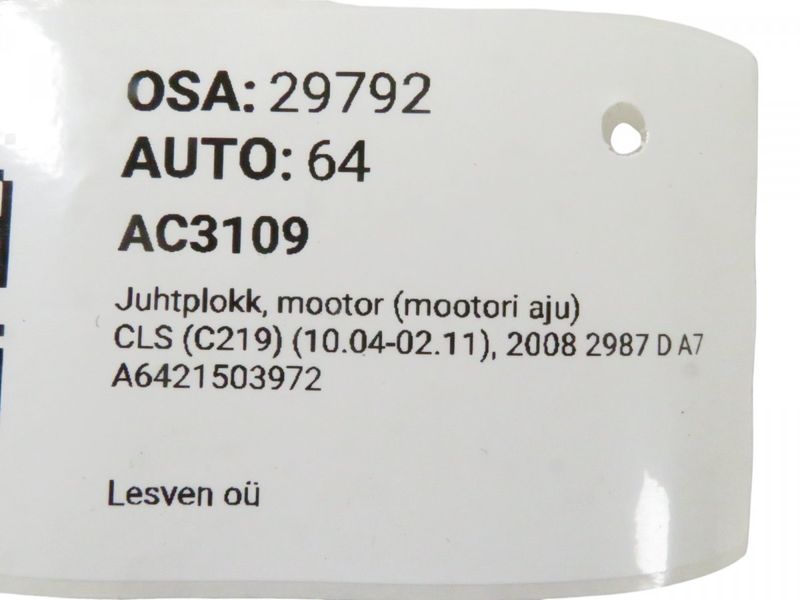 OSA: 29792
AUTO: 64
AC3109
Juhtplokk, mootor (mootori aju)
CLS (C219) (10.04-02.11), 2008 2987 D A7
A6421503972
Lesven oü